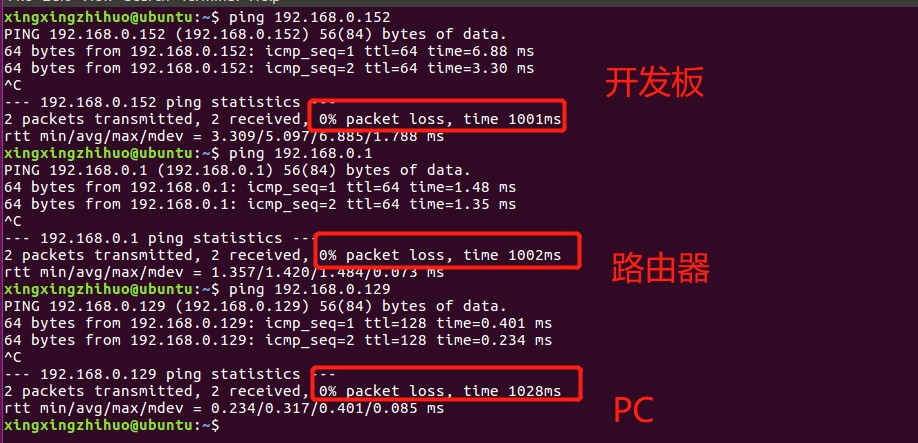 xingxingzhihuo@ubuntu:~$ ping 192.168.0.152
PING 192.168.0.152 (192.168.0.152) 56(84) bytes of data.
64 bytes from 192.168.0.152: icmp_seq=1 ttl=64 time=6.88 ms
64 bytes from 192.168.0.152: icmp_seq=2 ttl=64 time=3.30 ms
开发板
^C
--- 192.168.0.152 ping statistics ---
2 packets transmitted, 2 received, 0% packet loss, time 1001ms
rtt min/avg/max/mdev = 3.309/5.097/6.885/1.788 ms
xingxingzhihuo@ubuntu:~$ ping 192.168.0.1
PING 192.168.0.1 (192.168.0.1) 56(84) bytes of data.
64 bytes from 192.168.0.1: icmp_seq=1 ttl=64 time=1.48 ms
64 bytes from 192.168.0.1: icmp_seq=2 ttl=64 time=1.35 ms
^C
--- 192.168.0.1 ping statistics ---
2 packets transmitted, 2 received, 0% packet loss, time 1002ms
路由器
rtt min/avg/max/mdev = 1.357/1.420/1.484/0.073 ms
xingxingzhihuo@ubuntu:~$ ping 192.168.0.129
PING 192.168.0.129 (192.168.0.129) 56(84) bytes of data.
64 bytes from 192.168.0.129: icmp_seq=1 ttl=128 time=0.401 ms
64 bytes from 192.168.0.129: icmp_seq=2 ttl=128 time=0.234 ms
^C
--- 192.168.0.129 ping statistics ---
2 packets transmitted, 2 received, 0% packet loss, time 1028ms
rtt min/avg/max/mdev = 0.234/0.317/0.401/0.085 ms
PC
xingxingzhihuo@ubuntu:~$